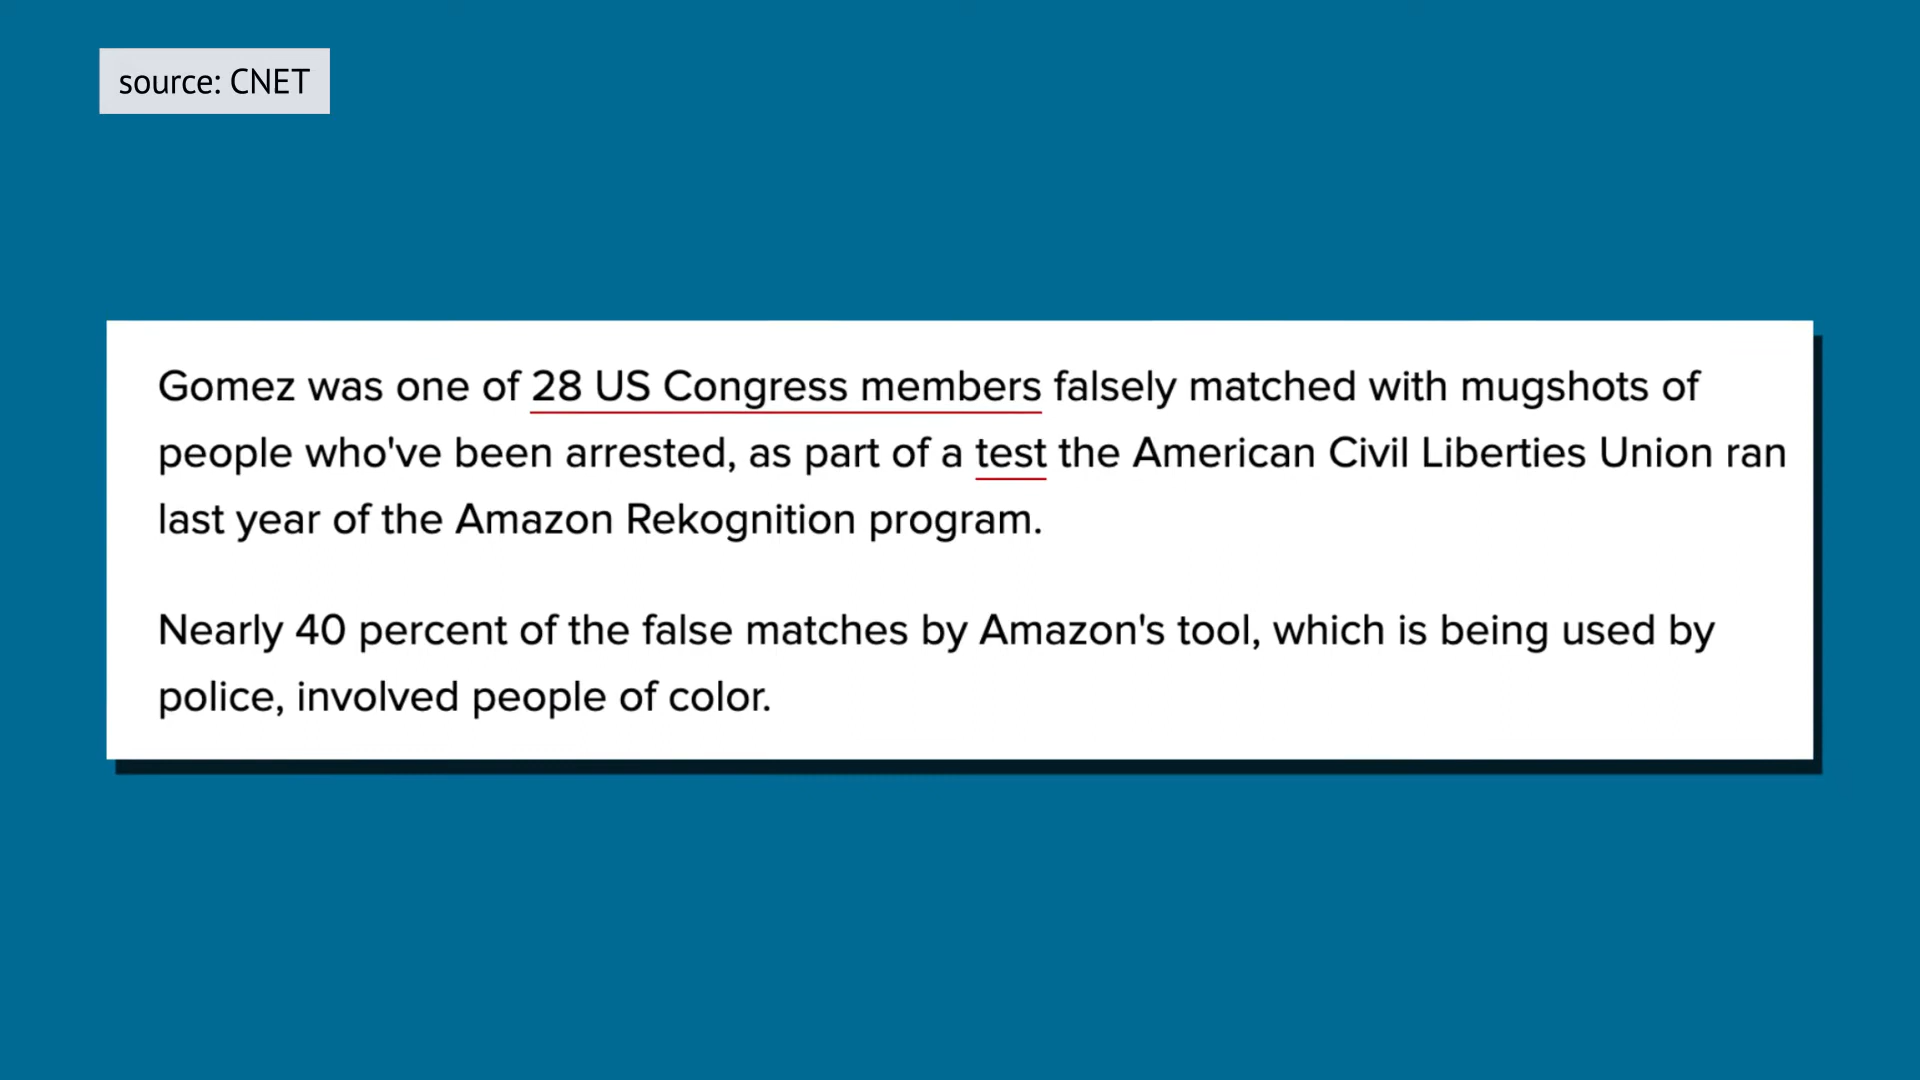 source: CNET
Gomez was one of 28 US Congress members falsely matched with mugshots of
people who've been arrested, as part of a test the American Civil Liberties Union ran
last year of the Amazon Rekognition program.
Nearly 40 percent of the false matches by Amazon's tool, which is being used by
police, involved people of color.